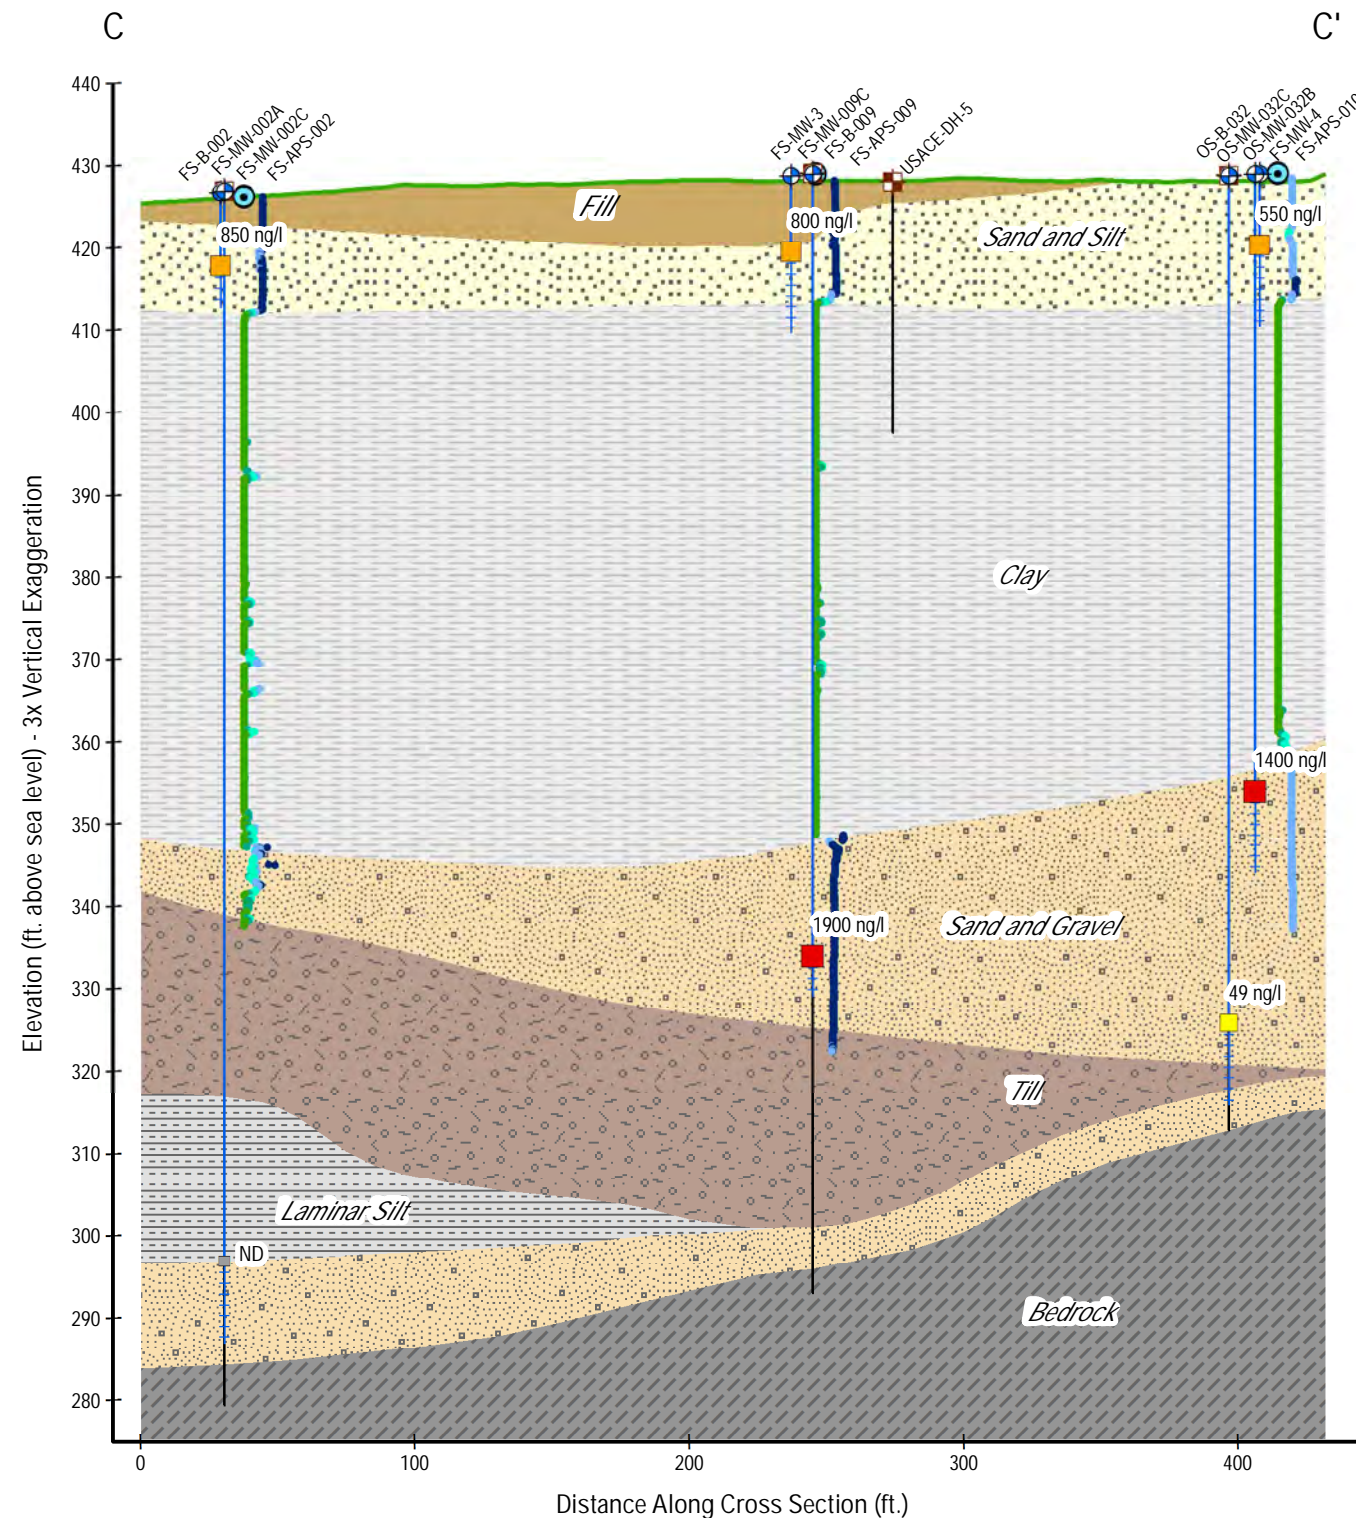 C
C'
FS-B-002
FS-MW-002A
FS-MW-002C
FS-APS-002
FS-MW-3
FS-MW-009C
FS-B-009
FS-APS-009
USACE-DH-5
OS-B-032
OS-MW-032C
OS-MW-032B
FS-MW-4
FS-APS-010
440
430
420
410
400
390
380
370
360
350
340
330
320
310
300
290
280
Elevation (ft. above sea level) - 3x Vertical Exaggeration
Fill
850 ng/l
800 ng/l
550 ng/l
Sand and Silt
Clay
1400 ng/l
1900 ng/l
Sand and Gravel
49 ng/l
Till
Laminar Silt
ND
Bedrock
0
100
200
300
400
Distance Along Cross Section (ft.)